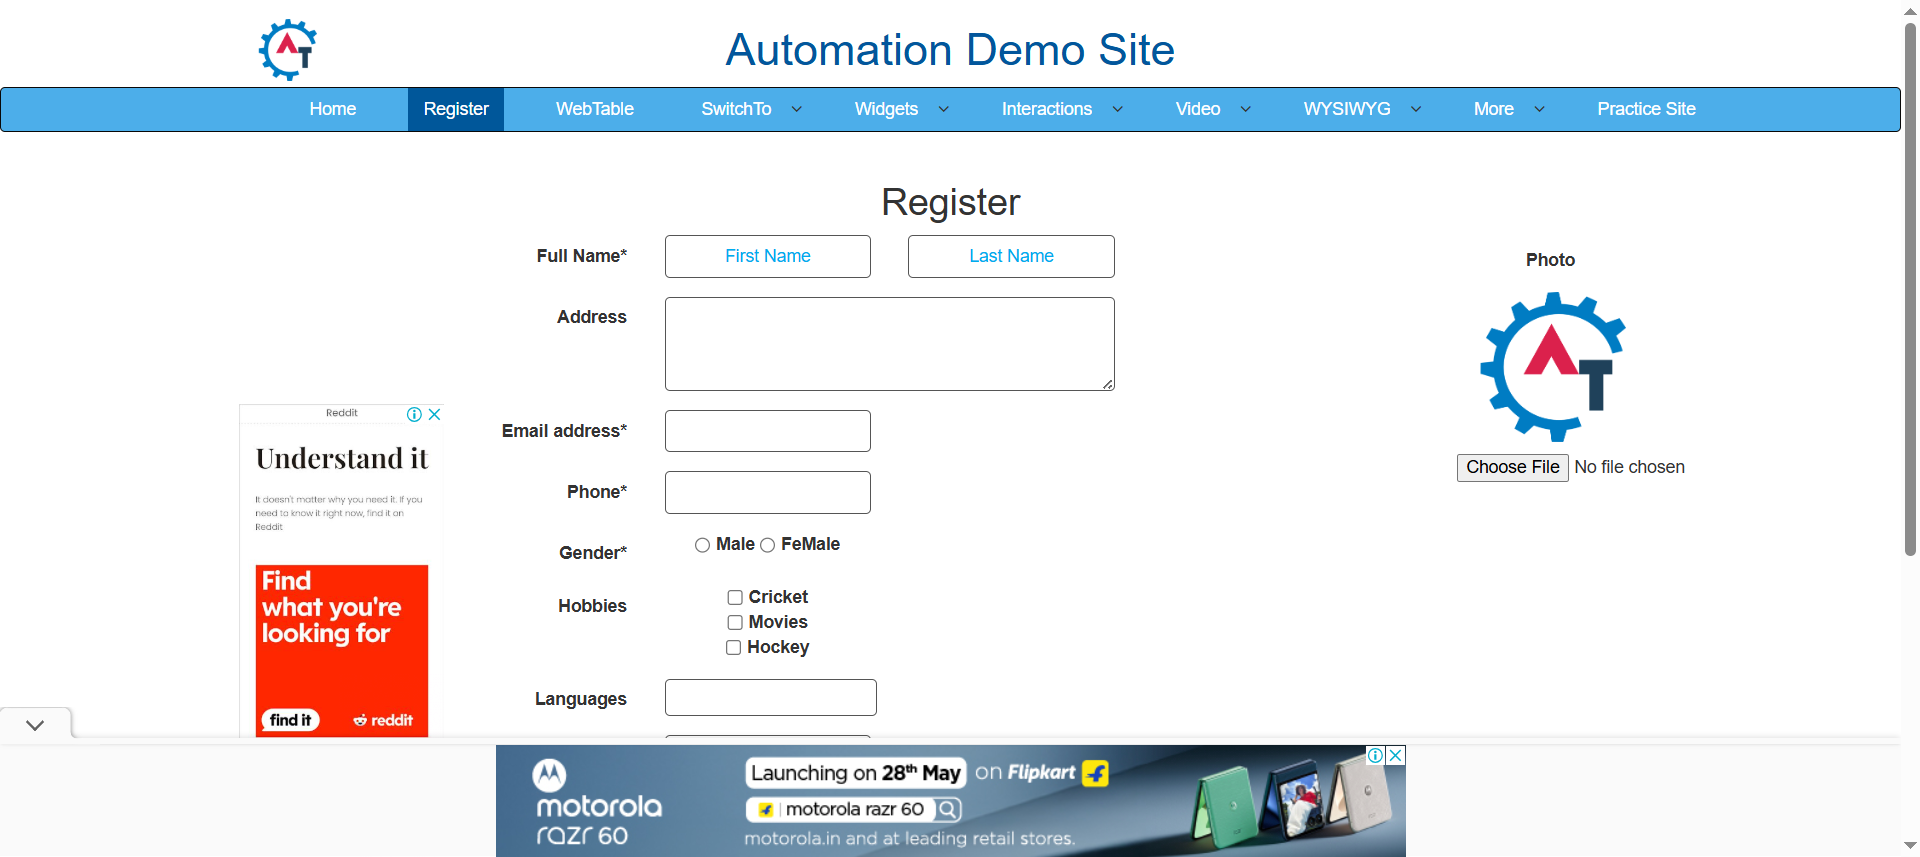 Automation Demo Site
Home Register WebTable SwitchTo Widgets Interactions Video WYSIWYG More Practice Site
Register
Full Name* First Name Last Name
Photo
Address
Email address*
Choose File No file chosen
Phone*
Gender* Male FeMale
Hobbies
Cricket
Movies
Hockey
Languages
Reddit
Understand it
It doesn't matter why you need it. If you
need to know it right now, find it on
Reddit
Find
what you're
looking for
find it reddit
motorola
razr 60
Launching on 28th May on Flipkart
motorola razr 60
motorola.in and at leading retail stores.